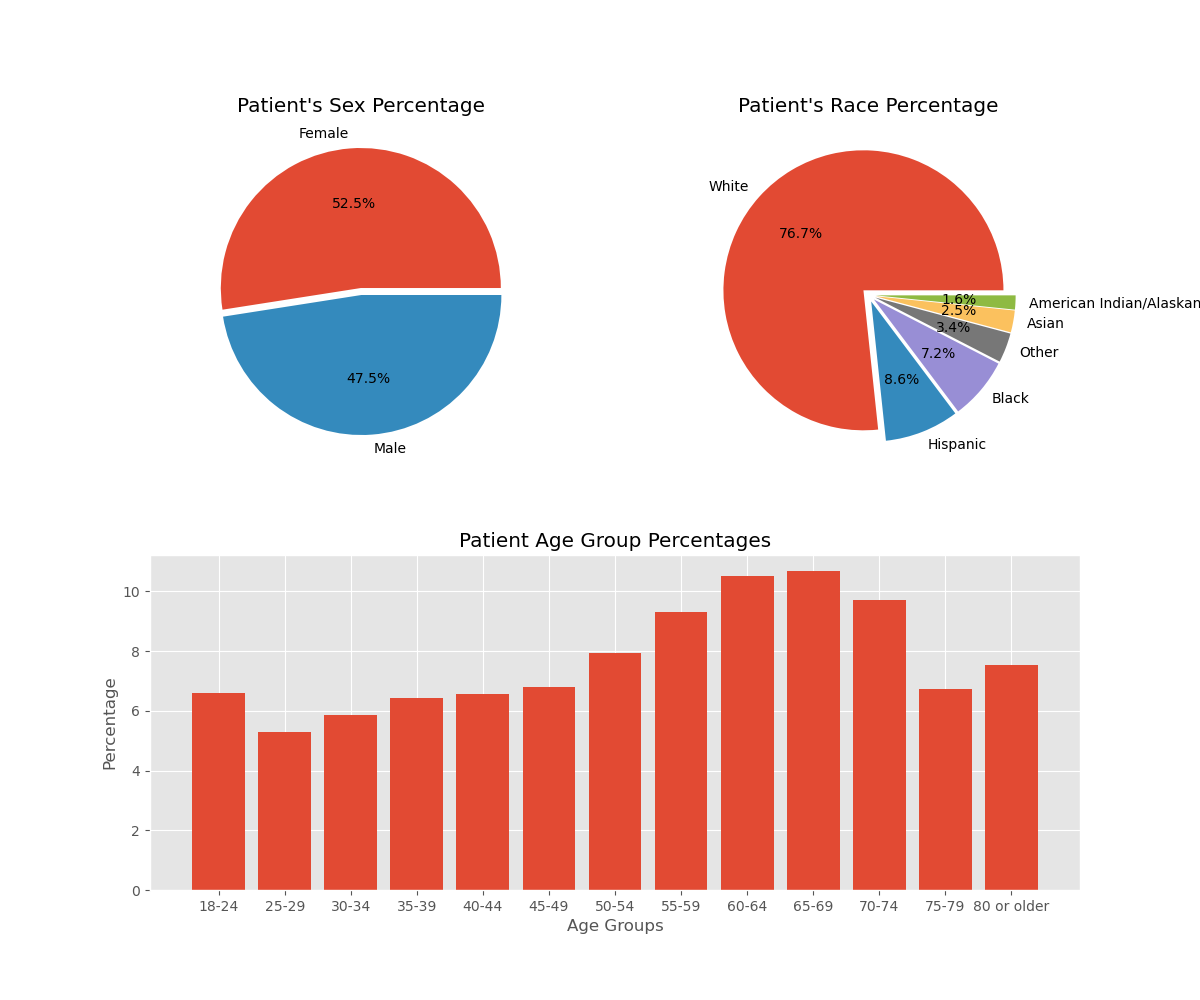 Patient's Sex Percentage
Female
52.5%
47.5%
Male
Patient's Race Percentage
White
76.7%
1.6%
American Indian/Alaskan
2.5%
Asian
3.4%
Other
7.2%
Black
8.6%
Hispanic
Patient Age Group Percentages
Percentage
10
8
6
4
2
0
18-24 25-29 30-34 35-39 40-44 45-49 50-54 55-59 60-64 65-69 70-74 75-79 80 or older
Age Groups